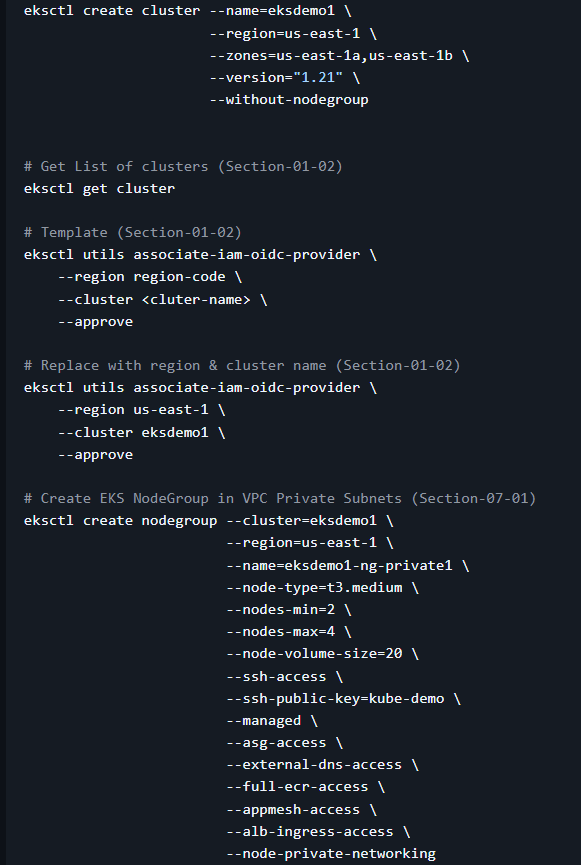 eksctl create cluster --name=eksdemo1 \
--region=us-east-1 \
--zones=us-east-1a,us-east-1b \
--version="1.21" \
--without-nodegroup
# Get List of clusters (Section-01-02)
eksctl get cluster
# Template (Section-01-02)
eksctl utils associate-iam-oidc-provider \
--region region-code \
--cluster <cluter-name> \
--approve
# Replace with region & cluster name (Section-01-02)
eksctl utils associate-iam-oidc-provider \
--region us-east-1 \
--cluster eksdemo1 \
--approve
# Create EKS NodeGroup in VPC Private Subnets (Section-07-01)
eksctl create nodegroup --cluster=eksdemo1 \
--region=us-east-1 \
--name=eksdemo1-ng-private1 \
--node-type=t3.medium \
--nodes-min=2 \
--nodes-max=4 \
--node-volume-size=20 \
--ssh-access \
--ssh-public-key=kube-demo \
--managed \
--asg-access \
--external-dns-access \
--full-ecr-access \
--appmesh-access \
--alb-ingress-access \
--node-private-networking